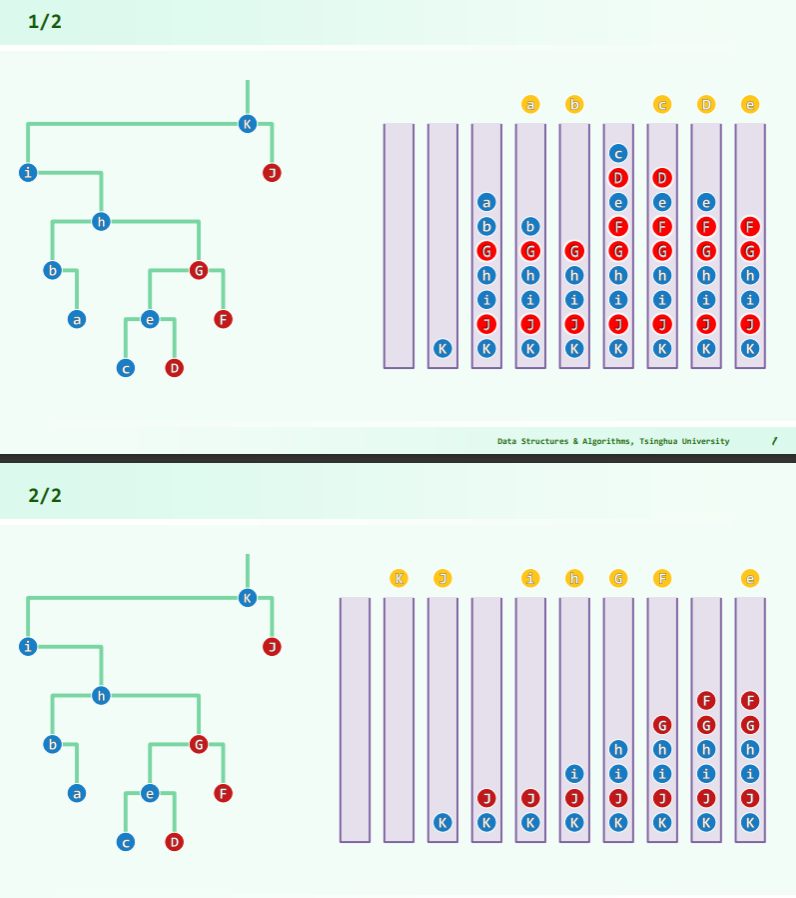 1/2
K
i J
h
b G
a e F
c D
a b c D e
c
D D
a e e e
b b F F F F
G G G G G G G
h h h h h h h
i i i i i i i
J J J J J J J
K K K K K K K K
Data Structures & Algorithms, Tsinghua University
2/2
K
i J
h
b G
a e F
c D
K J i h G F e
F F
G G G
h h h h
i i i i i
J J J J J J J
K K K K K K K K